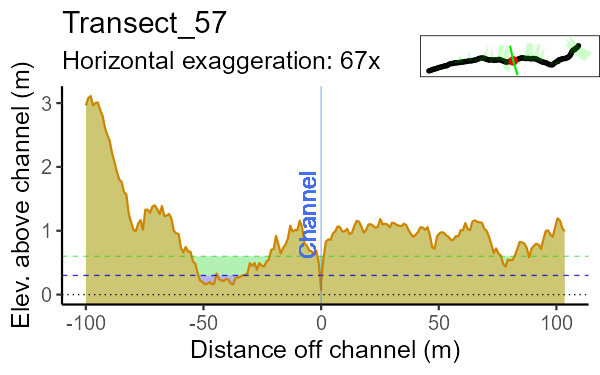 Transect_57
Horizontal exaggeration: 67x
Elev. above channel (m)
3
2
1
0
Channel
-100
-50
0
50
100
Distance off channel (m)